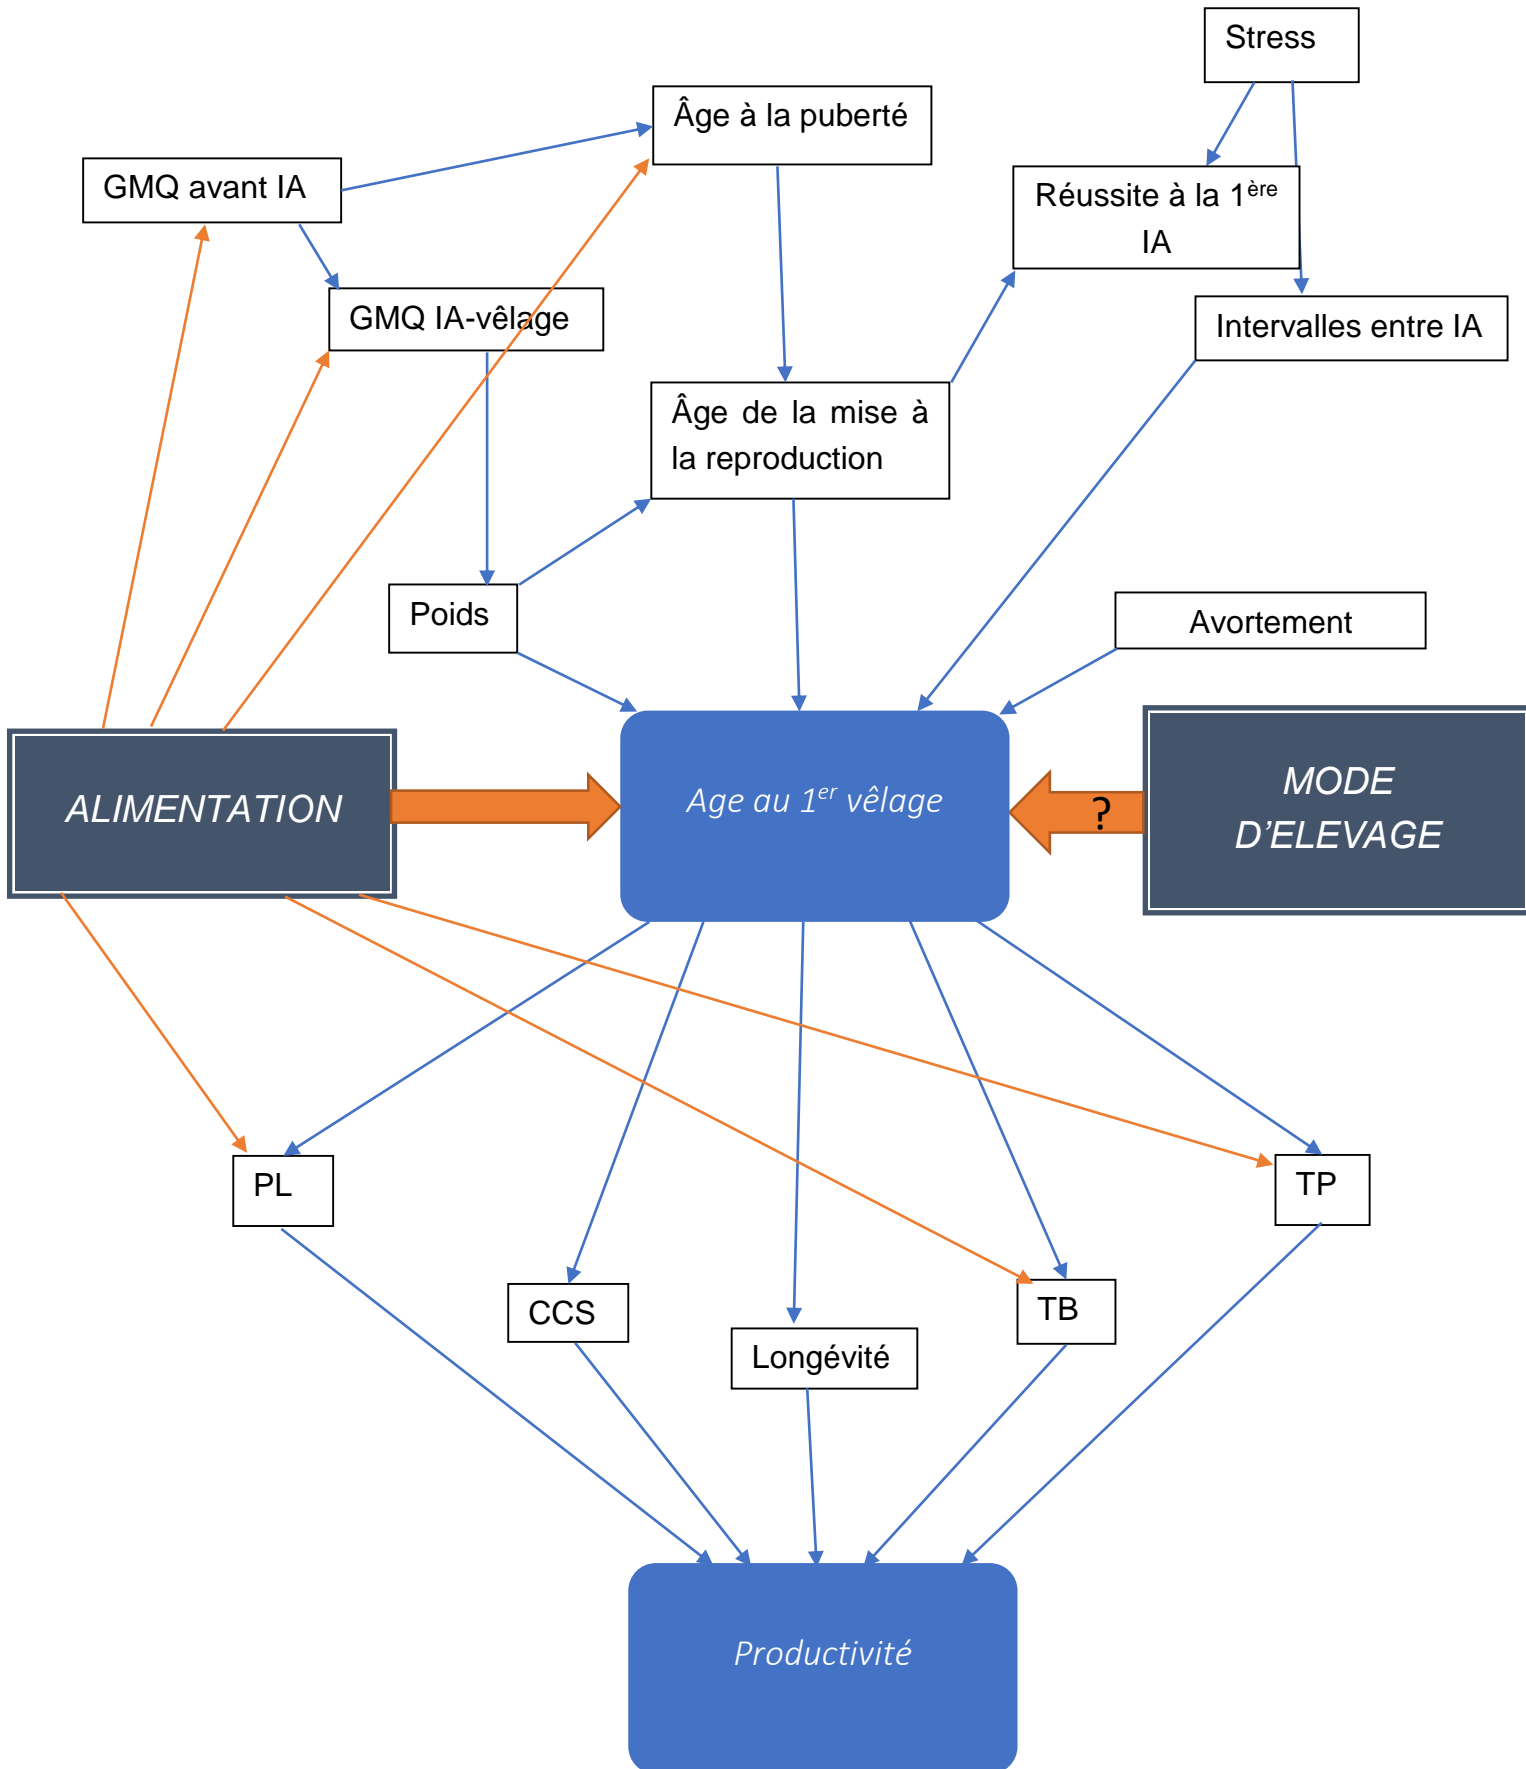 Stress
Âge à la puberté
GMQ avant IA
Réussite à la 1ère
IA
GMQ IA-vêlage
Intervalles entre IA
Âge de la mise à
la reproduction
Poids
Avortement
ALIMENTATION
Age au 1er vêlage
?
MODE
D’ELEVAGE
PL
TP
CCS
TB
Longévité
Productivité